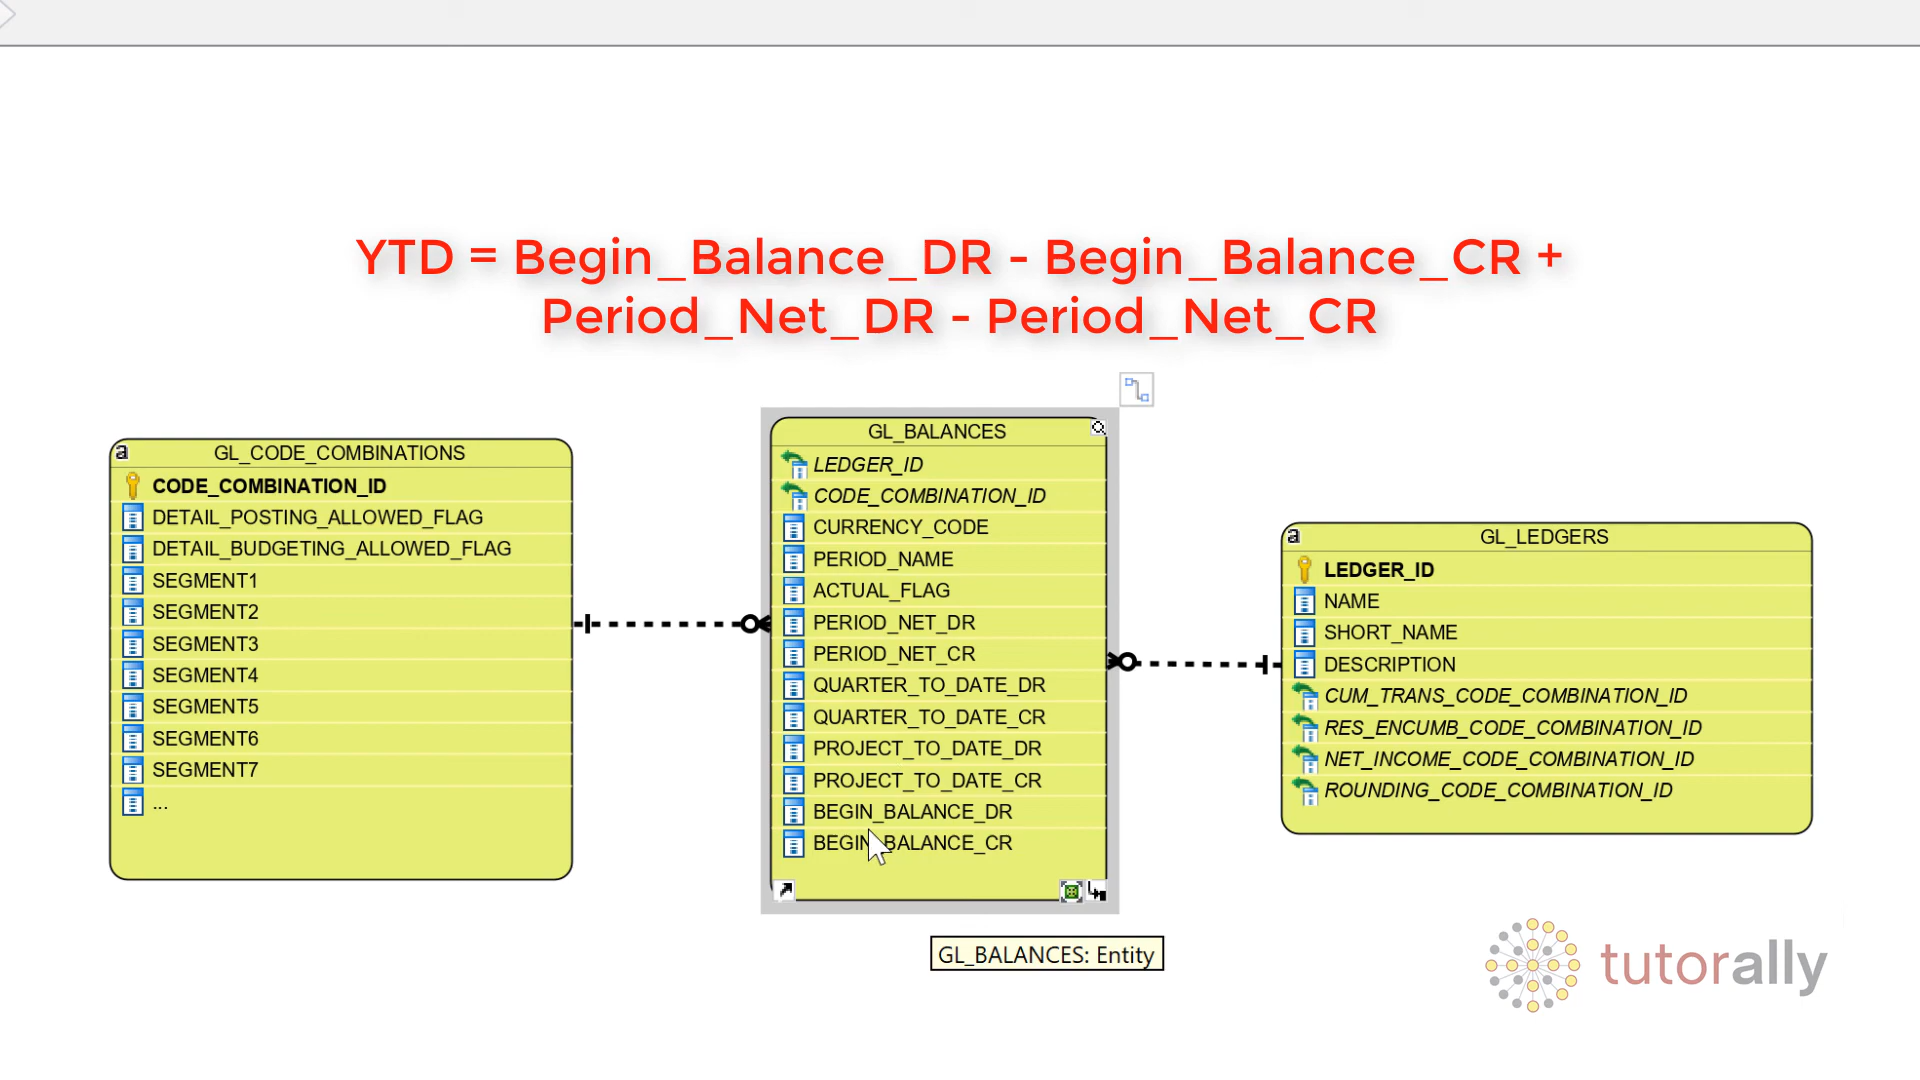 YTD = Begin_Balance_DR - Begin_Balance_CR +
Period_Net_DR - Period_Net_CR
a
GL_CODE_COMBINATIONS
CODE_COMBINATION_ID
DETAIL_POSTING_ALLOWED_FLAG
DETAIL_BUDGETING_ALLOWED_FLAG
SEGMENT1
SEGMENT2
SEGMENT3
SEGMENT4
SEGMENT5
SEGMENT6
SEGMENT7
...
GL_BALANCES
LEDGER_ID
CODE_COMBINATION_ID
CURRENCY_CODE
PERIOD_NAME
ACTUAL_FLAG
PERIOD_NET_DR
PERIOD_NET_CR
QUARTER_TO_DATE_DR
QUARTER_TO_DATE_CR
PROJECT_TO_DATE_DR
PROJECT_TO_DATE_CR
BEGIN_BALANCE_DR
BEGIN_BALANCE_CR
GL_BALANCES: Entity
a
GL_LEDGERS
LEDGER_ID
NAME
SHORT_NAME
DESCRIPTION
CUM_TRANS_CODE_COMBINATION_ID
RES_ENCUMB_CODE_COMBINATION_ID
NET_INCOME_CODE_COMBINATION_ID
ROUNDING_CODE_COMBINATION_ID
tutorally